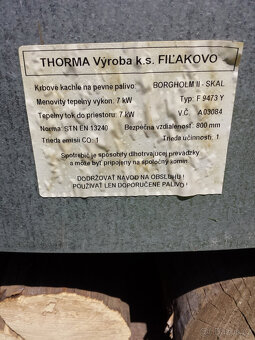 THORMA Výroba k.s. FIĽAKOVO
Krbové kachle na pevné palivo BORGHOLM II - SKAL
Menovitý tepelný výkon: 7 kW Typ: F 9473 Y
Tepelný tok do priestoru: 7 kW V.Č. A 03084
Norma: STN EN 13240 Bezpečná vzdialenosť: 800 mm
Trieda emisií CO: 1 Trieda účinnosti: 1
Spotrebič je spôsobilý dlhotrvajúcej prevádzky
a môže byť pripojený na spoločný komín.
DODRŽOVAŤ NÁVOD NA OBSLUHU !
POUŽÍVAŤ LEN DOPORUČENÉ PALIVO !